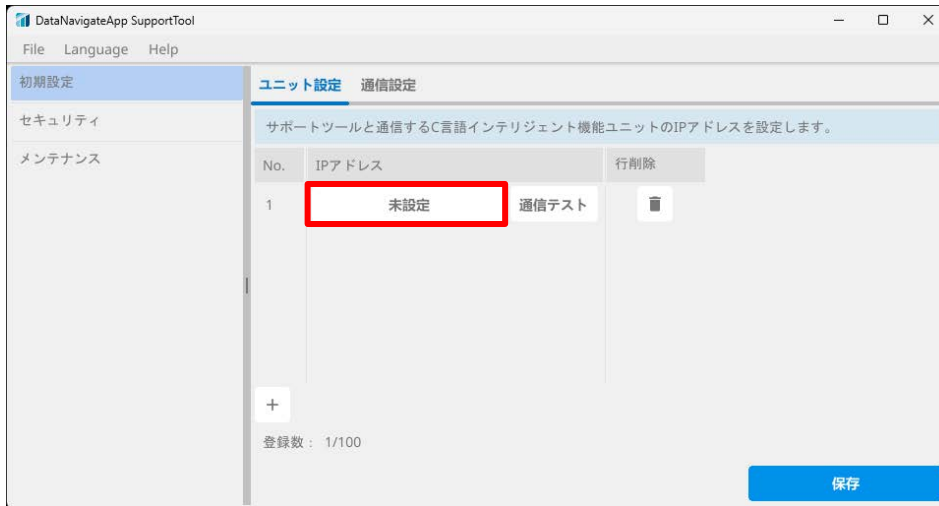 DataNavigateApp SupportTool
File Language Help
初期設定
セキュリティ
メンテナンス
ユニット設定 通信設定
サポートツールと通信するC言語インテリジェント機能ユニットのIPアドレスを設定します。
No. IPアドレス 行削除
1 未設定 通信テスト
+
登録数： 1/100
保存